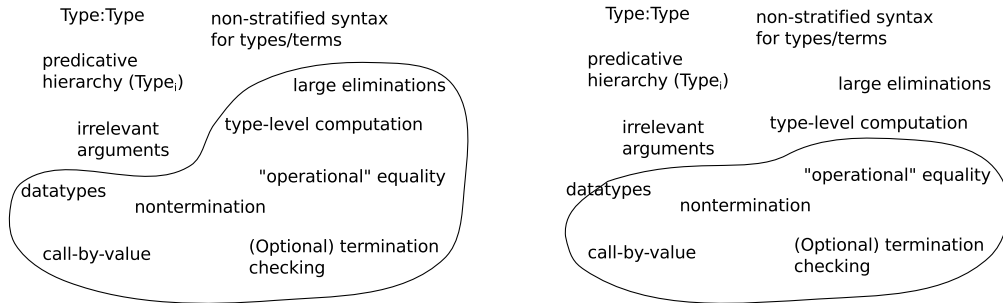 Type:Type
non-stratified syntax
for types/terms
predicative
hierarchy (Typeᵢ)
large eliminations
irrelevant
arguments
type-level computation
"operational" equality
datatypes
nontermination
call-by-value
(Optional) termination
checking
Type:Type
non-stratified syntax
for types/terms
predicative
hierarchy (Typeᵢ)
large eliminations
irrelevant
arguments
type-level computation
"operational" equality
datatypes
nontermination
call-by-value
(Optional) termination
checking